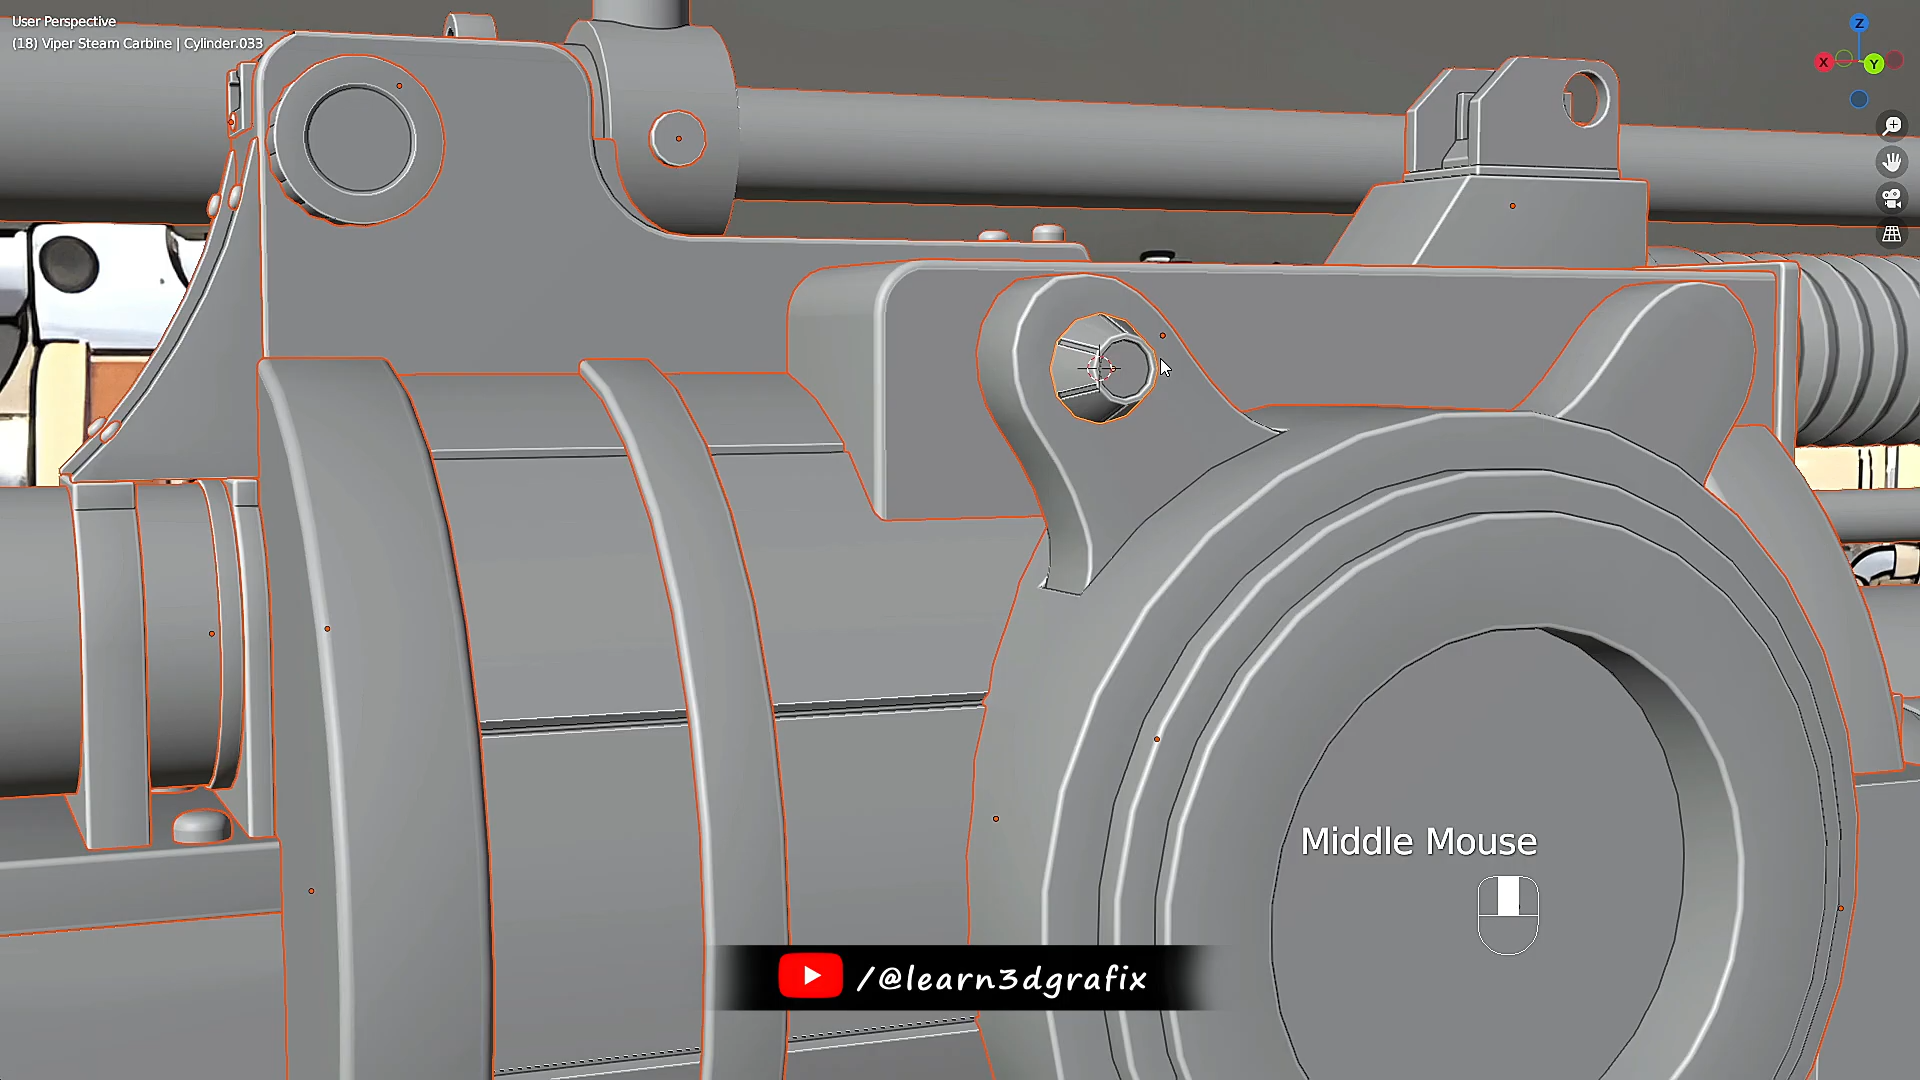 User Perspective
(18) Viper Steam Carbine | Cylinder.033
Z
X
Y
Middle Mouse
/@learn3dgrafix